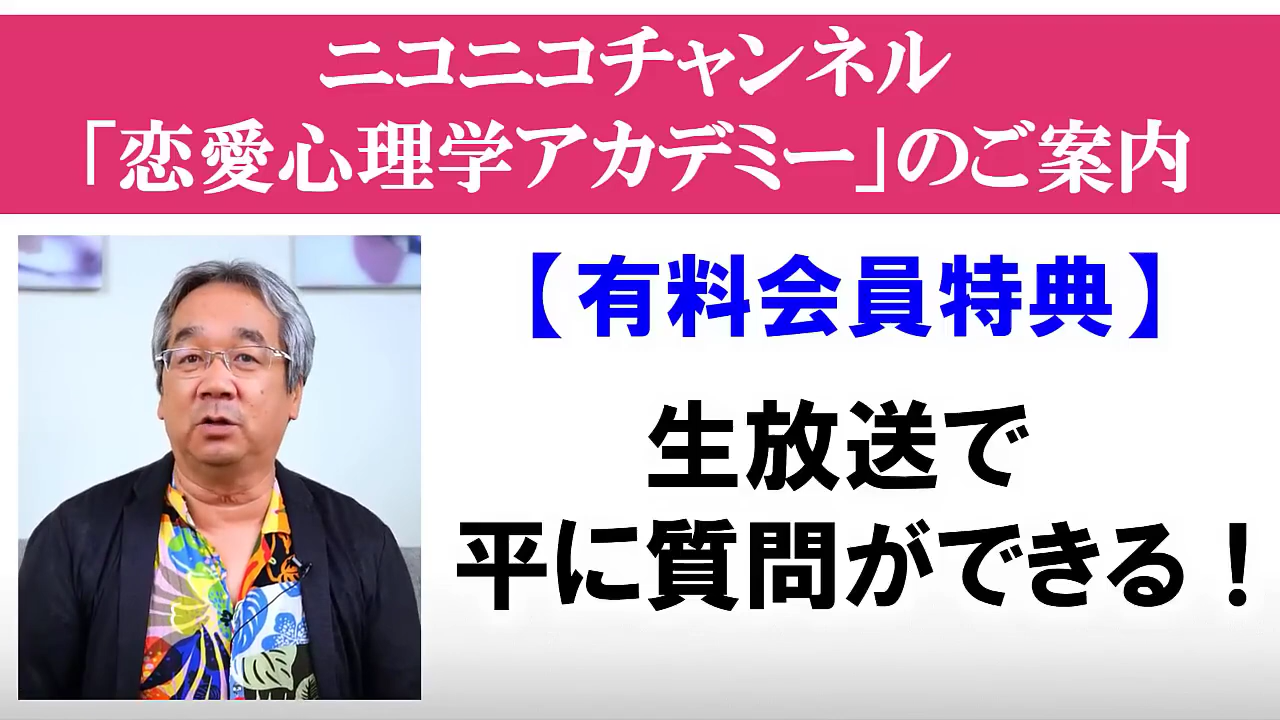 ニコニコチャンネル
「恋愛心理学アカデミー」のご案内
【有料会員特典】
生放送で
平に質問ができる！